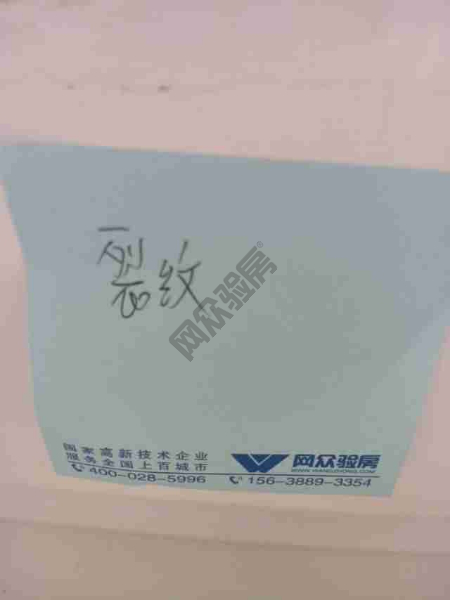 裂纹
网众验房
国家高新技术企业
服务全国上百城市
400-028-5996
网众验房
156-3889-3354